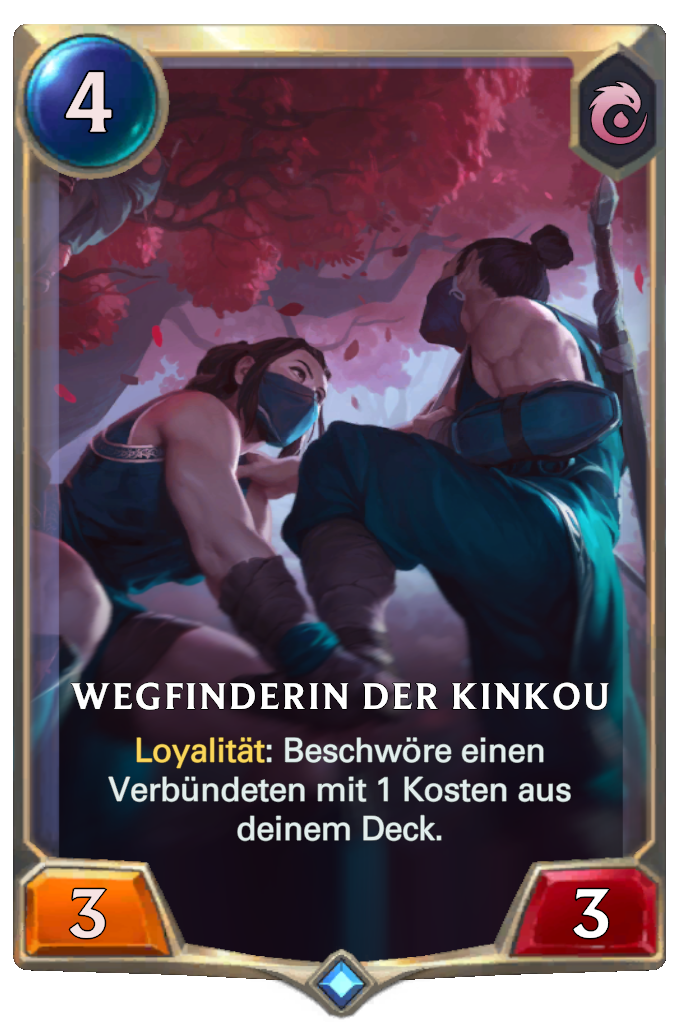 4
WEGFINDERIN DER KINKOU
Loyalität: Beschwöre einen
Verbündeten mit 1 Kosten aus
deinem Deck.
3 3